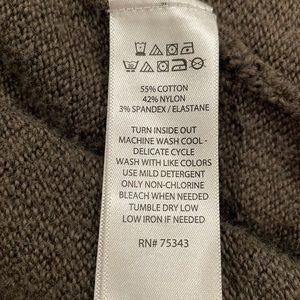 55% COTTON
42% NYLON
3% SPANDEX / ELASTANE
TURN INSIDE OUT
MACHINE WASH COOL -
DELICATE CYCLE
WASH WITH LIKE COLORS
USE MILD DETERGENT
ONLY NON-CHLORINE
BLEACH WHEN NEEDED
TUMBLE DRY LOW
LOW IRON IF NEEDED
RN# 75343